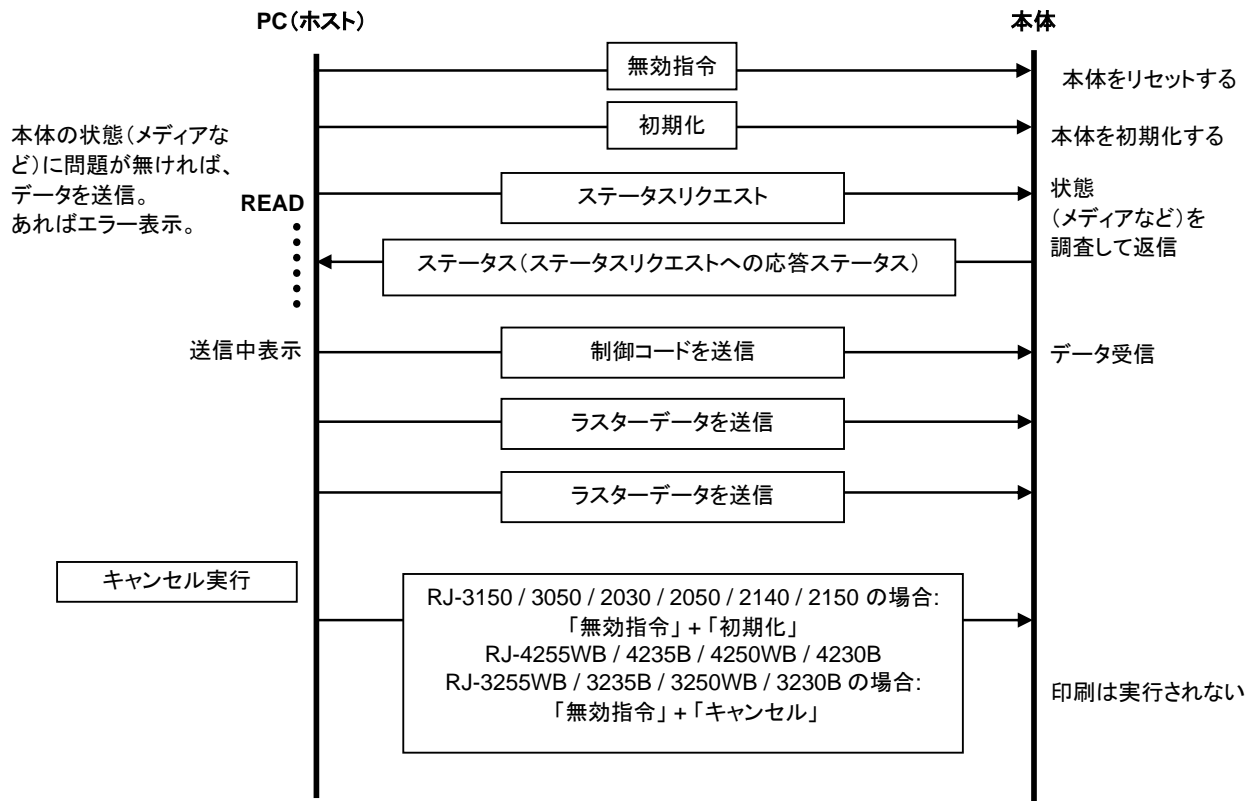 PC（ホスト）
本体
無効指令
本体をリセットする
初期化
本体を初期化する
本体の状態（メディアな
ど）に問題が無ければ、
データを送信。
あればエラー表示。
READ
ステータスリクエスト
状態
（メディアなど）を
調査して返信
ステータス（ステータスリクエストへの応答ステータス）
送信中表示
制御コードを送信
データ受信
ラスターデータを送信
ラスターデータを送信
キャンセル実行
RJ-3150 / 3050 / 2030 / 2050 / 2140 / 2150 の場合:
「無効指令」 + 「初期化」
RJ-4255WB / 4235B / 4250WB / 4230B
RJ-3255WB / 3235B / 3250WB / 3230B の場合:
「無効指令」 + 「キャンセル」
印刷は実行されない